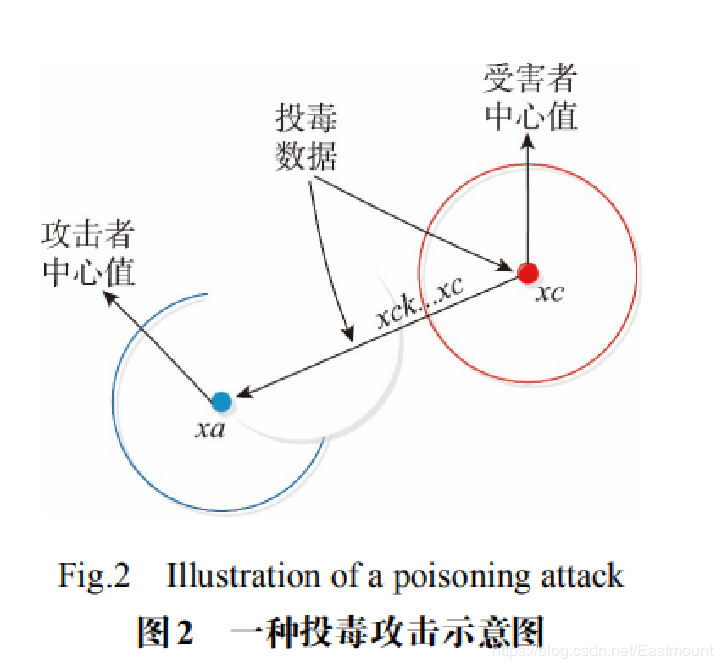 受害者
中心值
投毒
数据
攻击者
中心值
xck...xc
xc
xa
Fig.2 Illustration of a poisoning attack
图2 一种投毒攻击示意图
https://blog.csdn.net/Eastmount